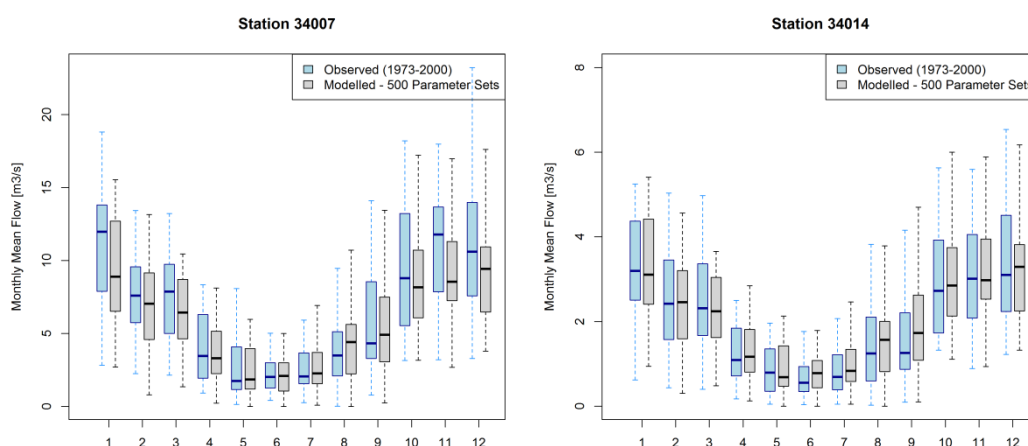 Station 34007
Observed (1973-2000)
Modelled - 500 Parameter Sets
Monthly Mean Flow [m3/s]
20
15
10
5
0
1 2 3 4 5 6 7 8 9 10 11 12
Station 34014
Observed (1973-2000)
Modelled - 500 Parameter Sets
Monthly Mean Flow [m3/s]
8
6
4
2
0
1 2 3 4 5 6 7 8 9 10 11 12